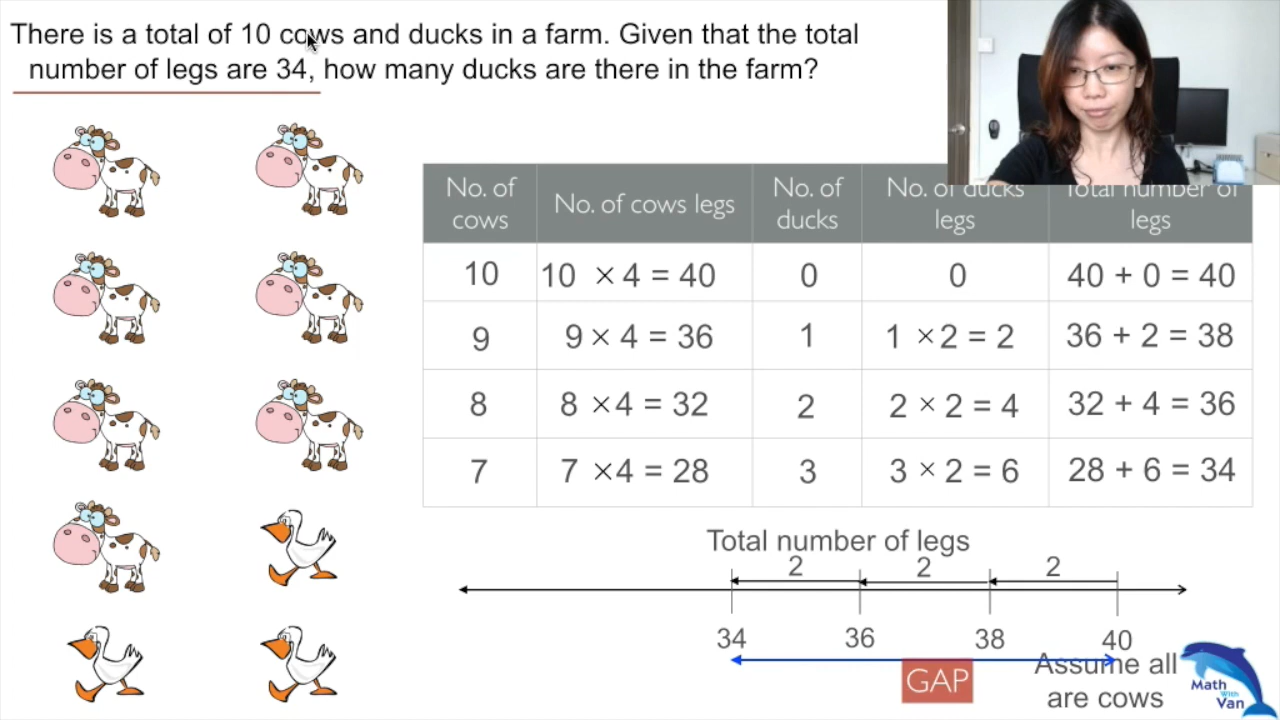 There is a total of 10 cows and ducks in a farm. Given that the total
number of legs are 34, how many ducks are there in the farm?
No. of cows No. of cows legs No. of ducks No. of ducks legs Total number of legs
10 10 × 4 = 40 0 0 40 + 0 = 40
9 9 × 4 = 36 1 1 × 2 = 2 36 + 2 = 38
8 8 × 4 = 32 2 2 × 2 = 4 32 + 4 = 36
7 7 × 4 = 28 3 3 × 2 = 6 28 + 6 = 34
Total number of legs
2 2 2
34 36 38 40
GAP
Assume all
are cows
Math
With
Van